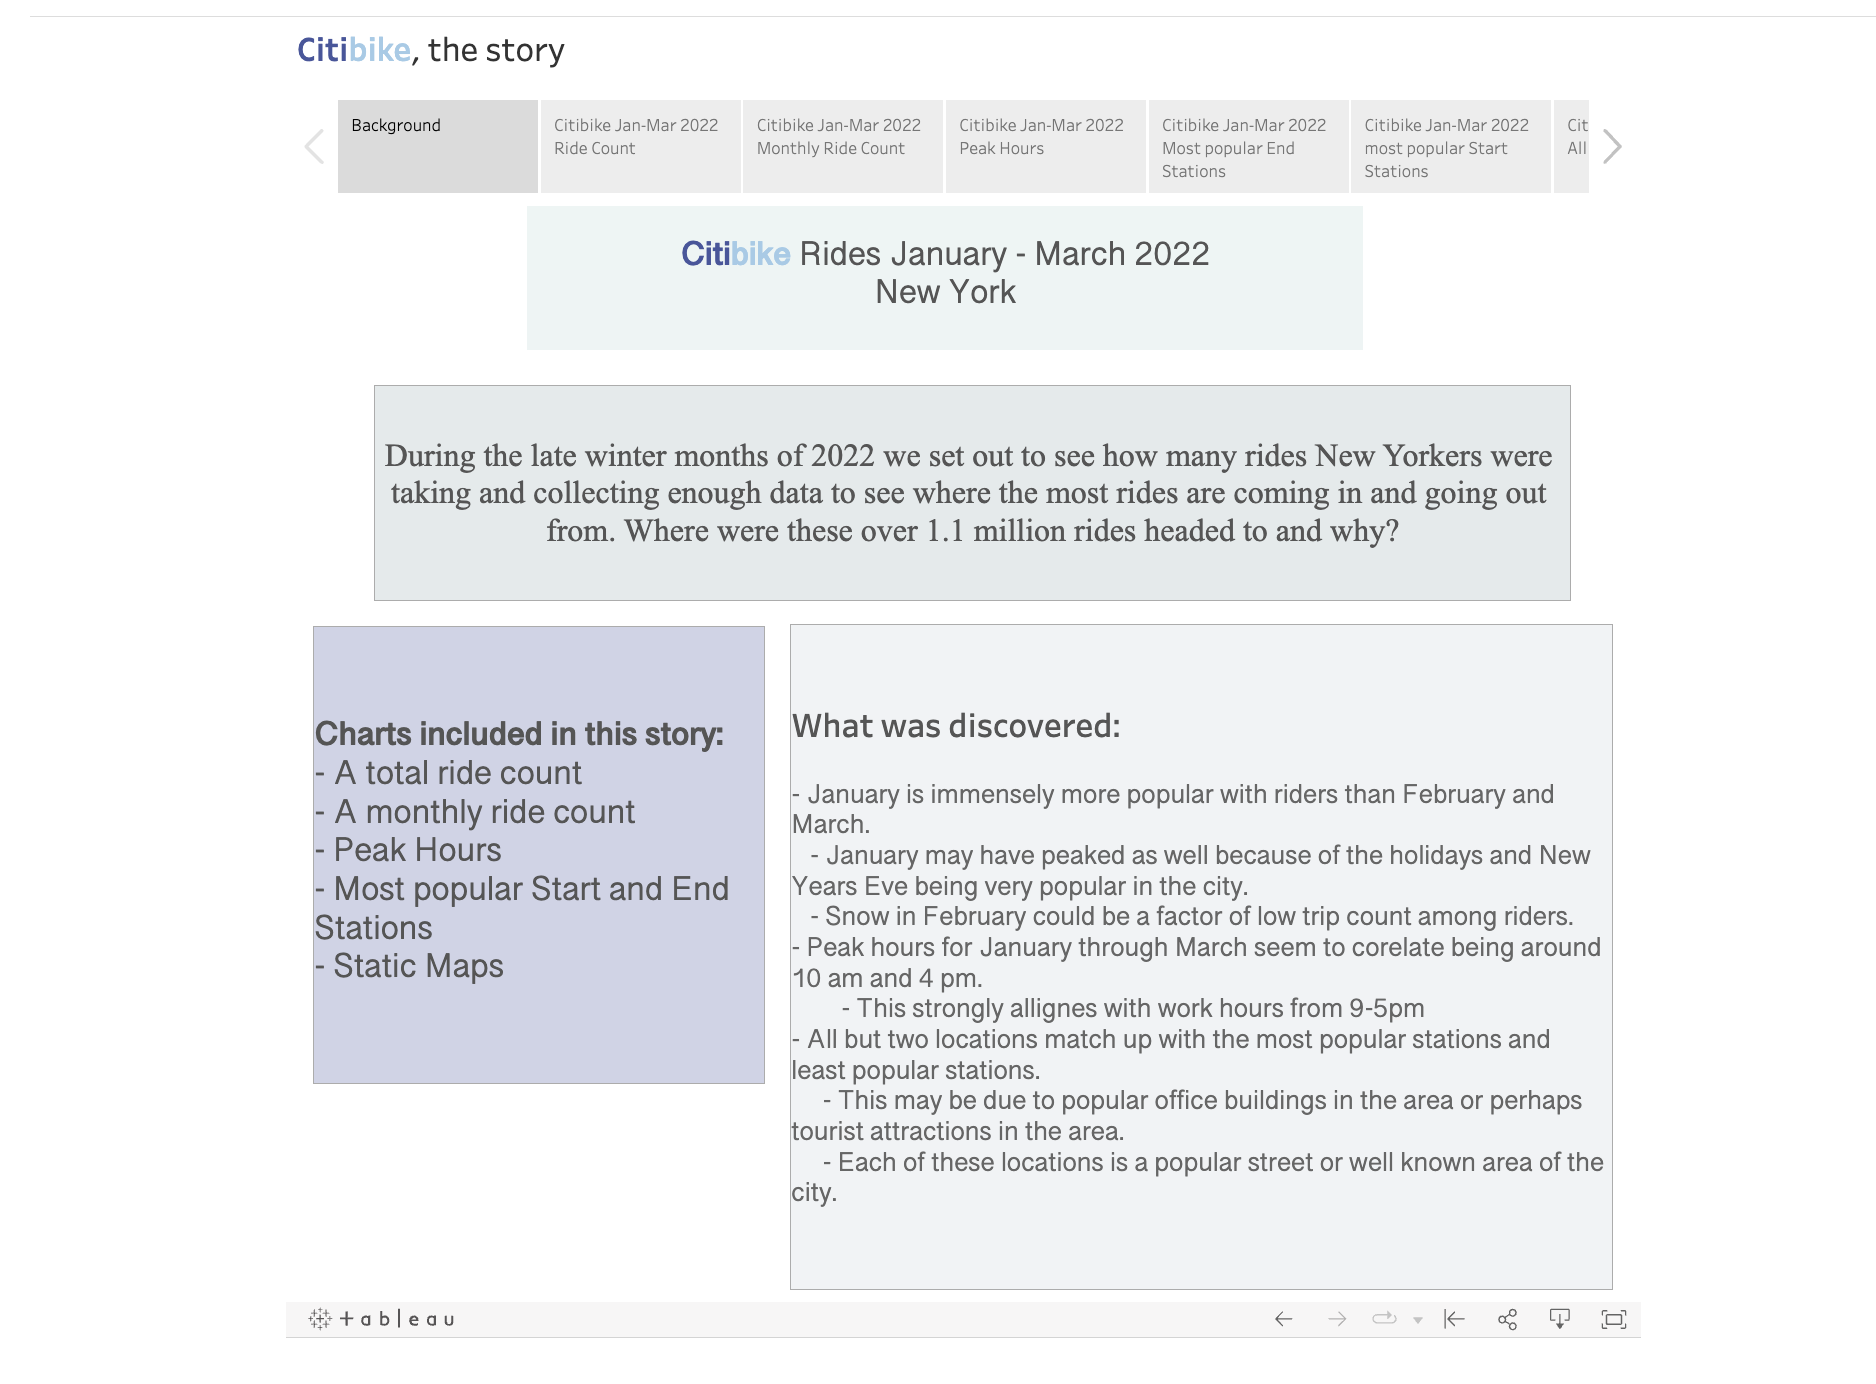 Citibike, the story
Background
Citibike Jan-Mar 2022
Ride Count
Citibike Jan-Mar 2022
Monthly Ride Count
Citibike Jan-Mar 2022
Peak Hours
Citibike Jan-Mar 2022
Most popular End
Stations
Citibike Jan-Mar 2022
most popular Start
Stations
Cit
All
Citibike Rides January - March 2022
New York
During the late winter months of 2022 we set out to see how many rides New Yorkers were
taking and collecting enough data to see where the most rides are coming in and going out
from. Where were these over 1.1 million rides headed to and why?
Charts included in this story:
- A total ride count
- A monthly ride count
- Peak Hours
- Most popular Start and End
Stations
- Static Maps
What was discovered:
- January is immensely more popular with riders than February and
March.
- January may have peaked as well because of the holidays and New
Years Eve being very popular in the city.
- Snow in February could be a factor of low trip count among riders.
- Peak hours for January through March seem to corelate being around
10 am and 4 pm.
- This strongly allignes with work hours from 9-5pm
- All but two locations match up with the most popular stations and
least popular stations.
- This may be due to popular office buildings in the area or perhaps
tourist attractions in the area.
- Each of these locations is a popular street or well known area of the
city.
+ableau